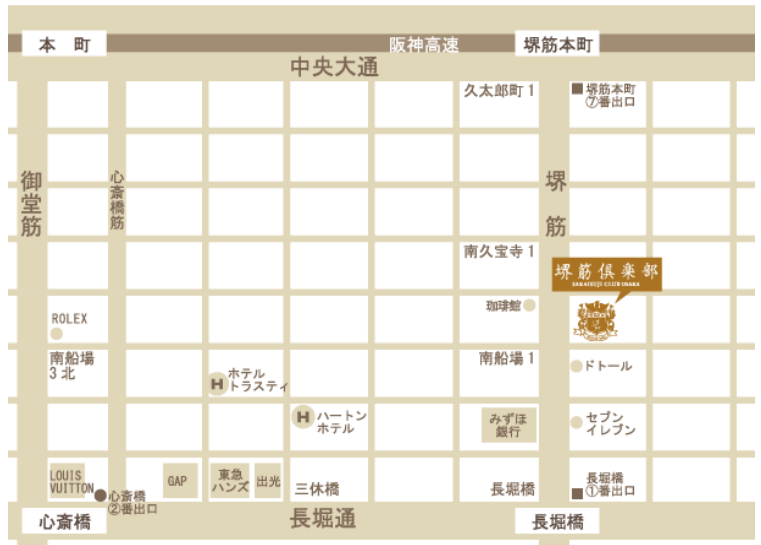 本 町
阪神高速
堺筋本町
中央大通
久太郎町 1
堺筋本町
⑦番出口
御堂筋
心斎橋筋
堺筋
南久宝寺 1
堺筋倶楽部
SAKAISUJI CLUB OSAKA
珈琲館
ROLEX
南船場
3 北
南船場 1
ドトール
H ホテル
トラスティ
H ハートン
ホテル
みずほ
銀行
セブン
イレブン
LOUIS
VUITTON
心斎橋
②番出口
GAP
東急
ハンズ
出光
三休橋
長堀橋
長堀橋
①番出口
心斎橋
長堀通
長堀橋